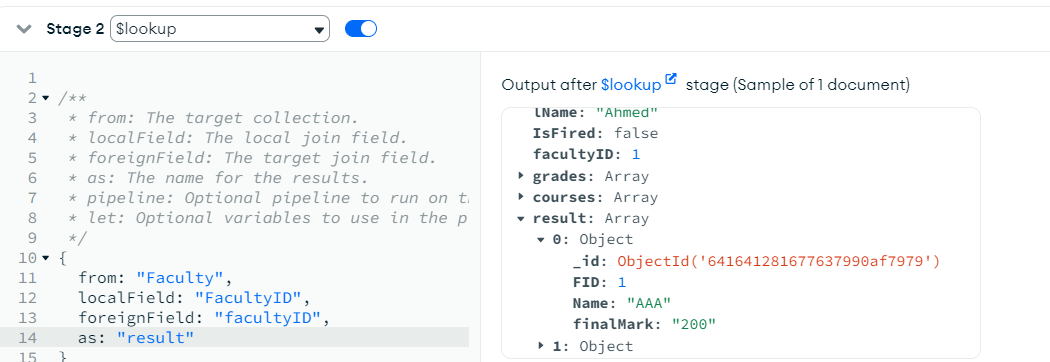 Stage 2 $lookup
1
2 /**
3 * from: The target collection.
4 * localField: The local join field.
5 * foreignField: The target join field.
6 * as: The name for the results.
7 * pipeline: Optional pipeline to run on t
8 * let: Optional variables to use in the p
9 */
10 {
11 from: "Faculty",
12 localField: "FacultyID",
13 foreignField: "facultyID",
14 as: "result"
15 }
Output after $lookup stage (Sample of 1 document)
lName: "Ahmed"
IsFired: false
facultyID: 1
grades: Array
courses: Array
result: Array
0: Object
_id: ObjectId('641641281677637990af7979')
FID: 1
Name: "AAA"
finalMark: "200"
1: Object